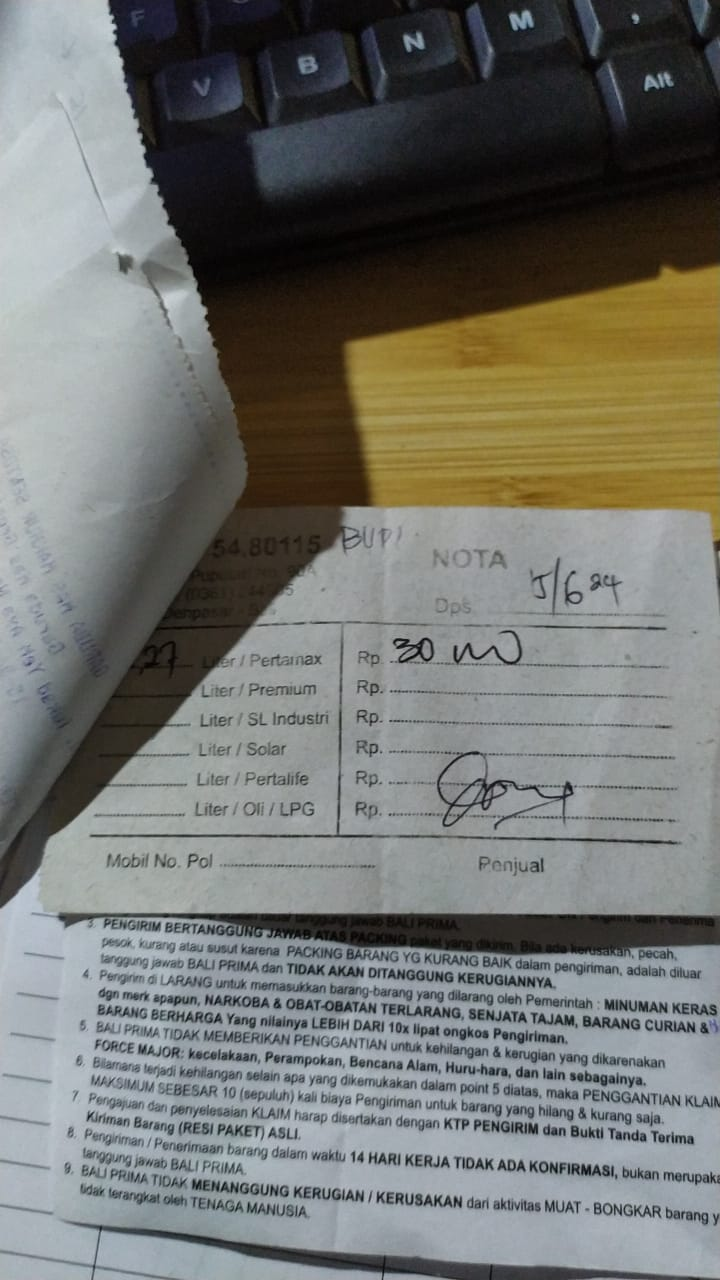 F
V B N M ,
Alt
54.80115 BUDI
NOTA
(0361)
Denpasar
Dps 5/6 24
,27 Liter / Pertamax Rp. 30
Liter / Premium Rp.
Liter / SL Industri Rp.
Liter / Solar Rp.
Liter / Pertalife Rp.
Liter / Oli / LPG Rp.
Mobil No. Pol
Penjual
tanggung jawab BALI PRIMA.
3. PENGIRIM BERTANGGUNG JAWAB ATAS PACKING paket yang dikirim. Bila ada kerusakan, pecah,
pesok, kurang atau susut karena PACKING BARANG YG KURANG BAIK dalam pengiriman, adalah diluar
tanggung jawab BALI PRIMA dan TIDAK AKAN DITANGGUNG KERUGIANNYA.
4. Pengirim di LARANG untuk memasukkan barang-barang yang dilarang oleh Pemerintah : MINUMAN KERAS
dgn merk apapun, NARKOBA & OBAT-OBATAN TERLARANG, SENJATA TAJAM, BARANG CURIAN &
BARANG BERHARGA Yang nilainya LEBIH DARI 10x lipat ongkos Pengiriman.
5. BALI PRIMA TIDAK MEMBERIKAN PENGGANTIAN untuk kehilangan & kerugian yang dikarenakan
FORCE MAJOR: kecelakaan, Perampokan, Bencana Alam, Huru-hara, dan lain sebagainya.
6. Bilamana terjadi kehilangan selain apa yang dikemukakan dalam point 5 diatas, maka PENGGANTIAN KLAIM
MAKSIMUM SEBESAR 10 (sepuluh) kali biaya Pengiriman untuk barang yang hilang & kurang saja.
7. Pengajuan dan penyelesaian KLAIM harap disertakan dengan KTP PENGIRIM dan Bukti Tanda Terima
Kiriman Barang (RESI PAKET) ASLI.
8. Pengiriman / Penerimaan barang dalam waktu 14 HARI KERJA TIDAK ADA KONFIRMASI, bukan merupaka
tanggung jawab BALI PRIMA.
9. BALI PRIMA TIDAK MENANGGUNG KERUGIAN / KERUSAKAN dari aktivitas MUAT - BONGKAR barang y
tidak terangkat oleh TENAGA MANUSIA.